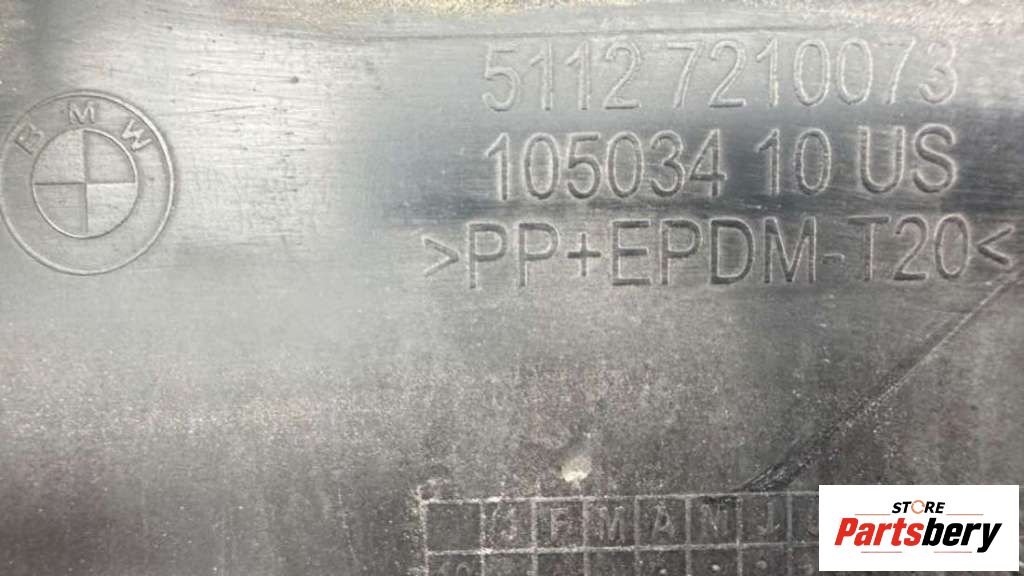 BMW
5112 7210073
105034 10 US
>PP+EPDM-T20<
J F M A M J
STORE
Partsbery